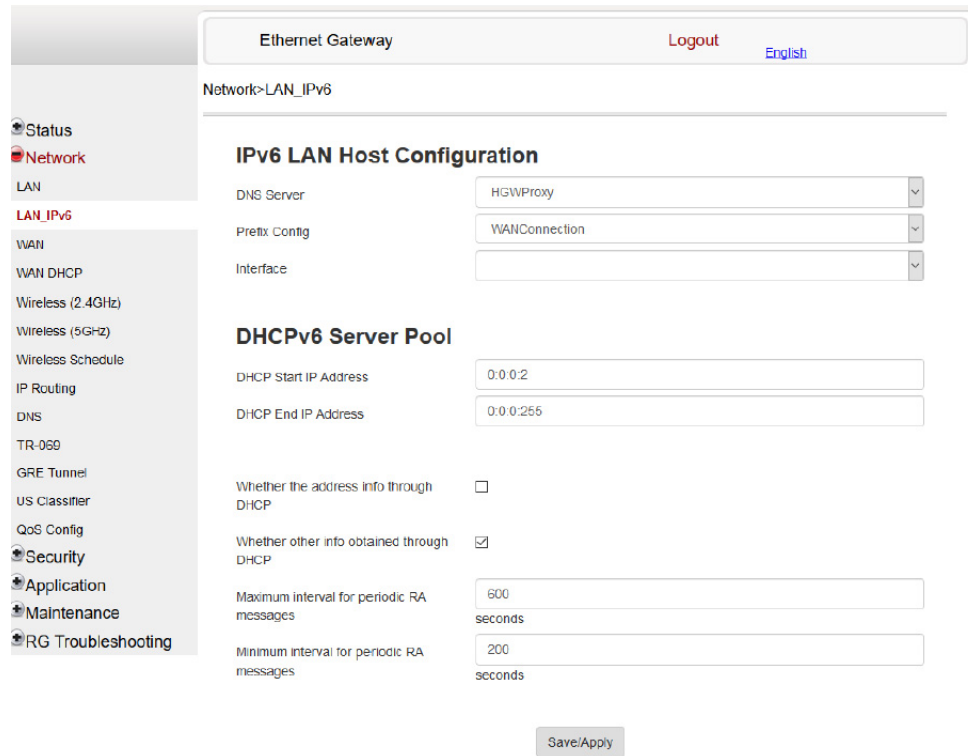 Ethernet Gateway
Logout
English
Network>LAN_IPv6
Status
Network
LAN
LAN_IPv6
WAN
WAN DHCP
Wireless (2.4GHz)
Wireless (5GHz)
Wireless Schedule
IP Routing
DNS
TR-069
GRE Tunnel
US Classifier
QoS Config
Security
Application
Maintenance
RG Troubleshooting
IPv6 LAN Host Configuration
DNS Server
HGWProxy
Prefix Config
WANConnection
Interface
DHCPv6 Server Pool
DHCP Start IP Address
0:0:0:2
DHCP End IP Address
0:0:0:255
Whether the address info through
DHCP
Whether other info obtained through
DHCP
Maximum interval for periodic RA
messages
600
seconds
Minimum interval for periodic RA
messages
200
seconds
Save/Apply